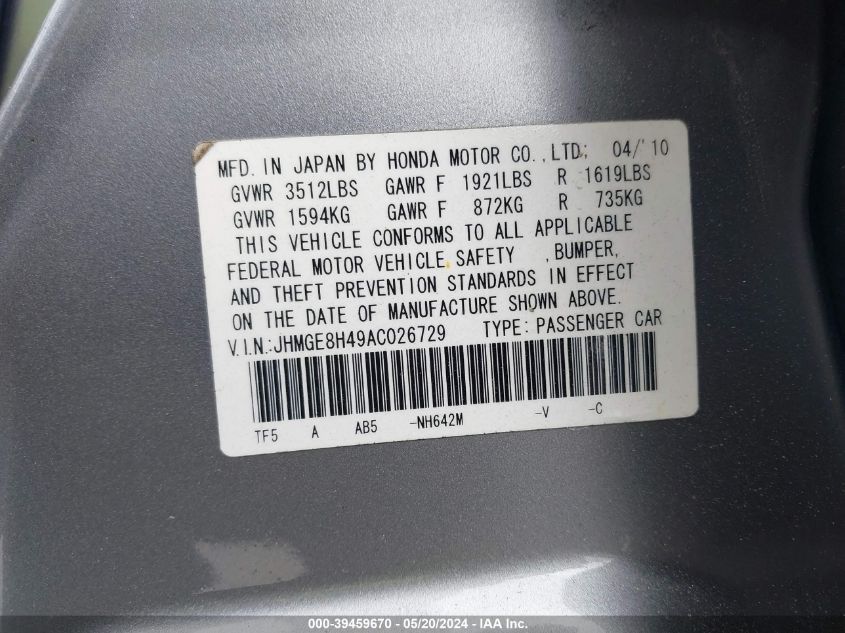 MFD. IN JAPAN BY HONDA MOTOR CO.,LTD; 04/'10
GVWR 3512LBS GAWR F 1921LBS R 1619LBS
GVWR 1594KG GAWR F 872KG R 735KG
THIS VEHICLE CONFORMS TO ALL APPLICABLE
FEDERAL MOTOR VEHICLE SAFETY ,BUMPER,
AND THEFT PREVENTION STANDARDS IN EFFECT
ON THE DATE OF MANUFACTURE SHOWN ABOVE.
V.I.N.:JHMGE8H49AC026729 TYPE:PASSENGER CAR
TF5 A AB5 -NH642M -V -C
000-39459670 - 05/20/2024 - IAA Inc.